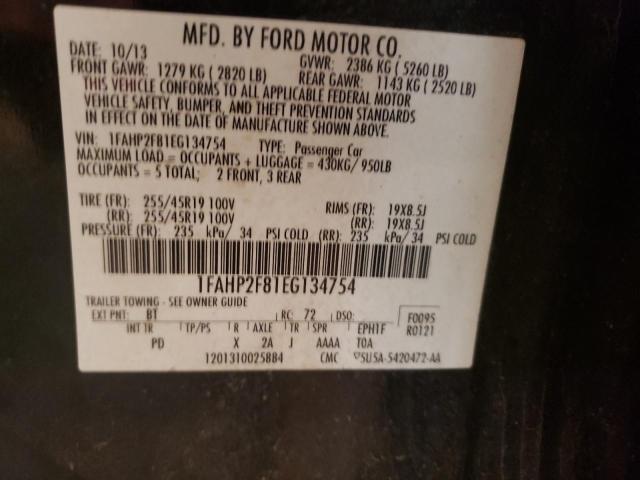 MFD. BY FORD MOTOR CO.
DATE: 10/13 GVWR: 2386 KG ( 5260 LB)
FRONT GAWR: 1279 KG ( 2820 LB) REAR GAWR: 1143 KG ( 2520 LB)
THIS VEHICLE CONFORMS TO ALL APPLICABLE FEDERAL MOTOR
VEHICLE SAFETY, BUMPER, AND THEFT PREVENTION STANDARDS
IN EFFECT ON THE DATE OF MANUFACTURE SHOWN ABOVE.
VIN: 1FAHP2F81EG134754 TYPE: Passenger Car
MAXIMUM LOAD = OCCUPANTS + LUGGAGE = 430KG/ 950LB
OCCUPANTS = 5 TOTAL: 2 FRONT, 3 REAR
TIRE (FR): 255/45R19 100V RIMS (FR): 19X8.5J
(RR): 255/45R19 100V (RR): 19X8.5J
PRESSURE (FR): 235 kPa/ 34 PSI COLD (RR): 235 kPa/ 34 PSI COLD
1FAHP2F81EG134754
TRAILER TOWING - SEE OWNER GUIDE
EXT PNT: BT RC: 72 DSO: F0095
INT TR TP/PS R AXLE TR SPR EPH1F R0121
PD X 2A J AAAA TOA
1201310025884 CMC ▽5U5A-5420472-AA